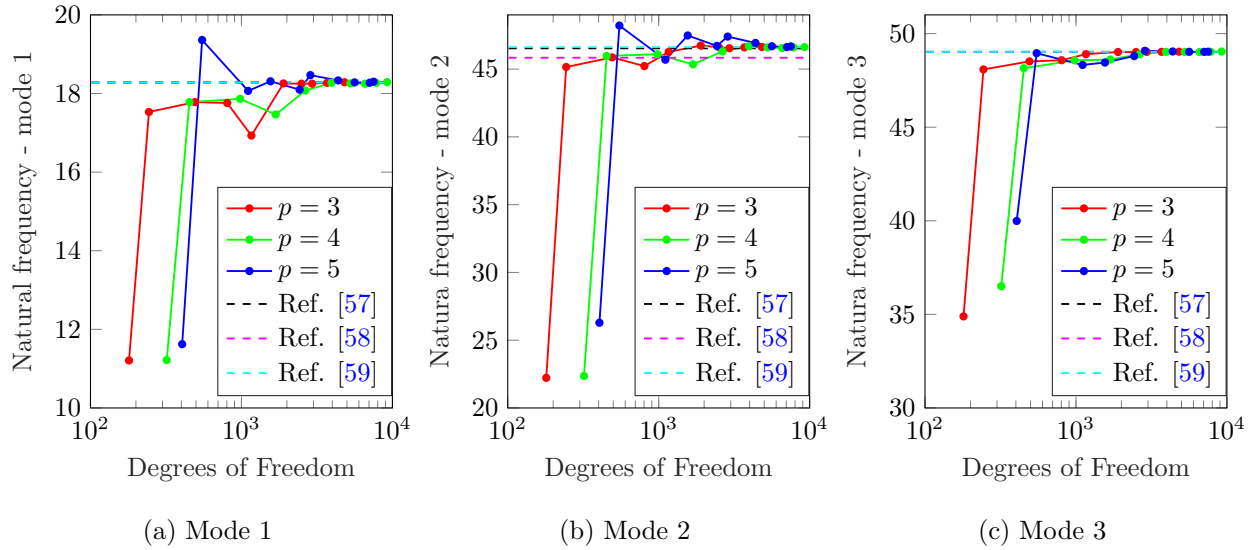 20
18
16
14
12
10
10^2
10^3
10^4
Natural frequency - mode 1
Degrees of Freedom
p = 3
p = 4
p = 5
Ref. [57]
Ref. [58]
Ref. [59]
(a) Mode 1
45
40
35
30
25
20
10^2
10^3
10^4
Natura frequency - mode 2
Degrees of Freedom
p = 3
p = 4
p = 5
Ref. [57]
Ref. [58]
Ref. [59]
(b) Mode 2
50
45
40
35
30
10^2
10^3
10^4
Natura frequency - mode 3
Degrees of Freedom
p = 3
p = 4
p = 5
Ref. [57]
Ref. [58]
Ref. [59]
(c) Mode 3